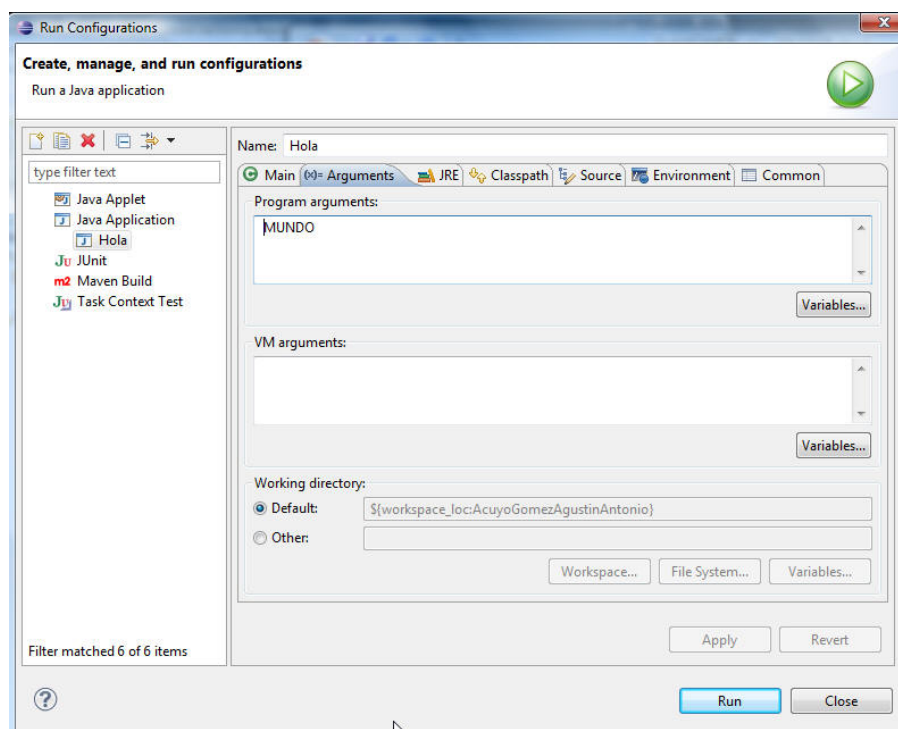 Run Configurations
Create, manage, and run configurations
Run a Java application
type filter text
Java Applet
Java Application
Hola
Ju JUnit
m2 Maven Build
Task Context Test
Filter matched 6 of 6 items
Name: Hola
Main (x)= Arguments JRE Classpath Source Environment Common
Program arguments:
MUNDO
Variables...
VM arguments:
Variables...
Working directory:
Default: ${workspace_loc:AcuyoGomezAgustinAntonio}
Other:
Workspace... File System... Variables...
Apply Revert
? Run Close